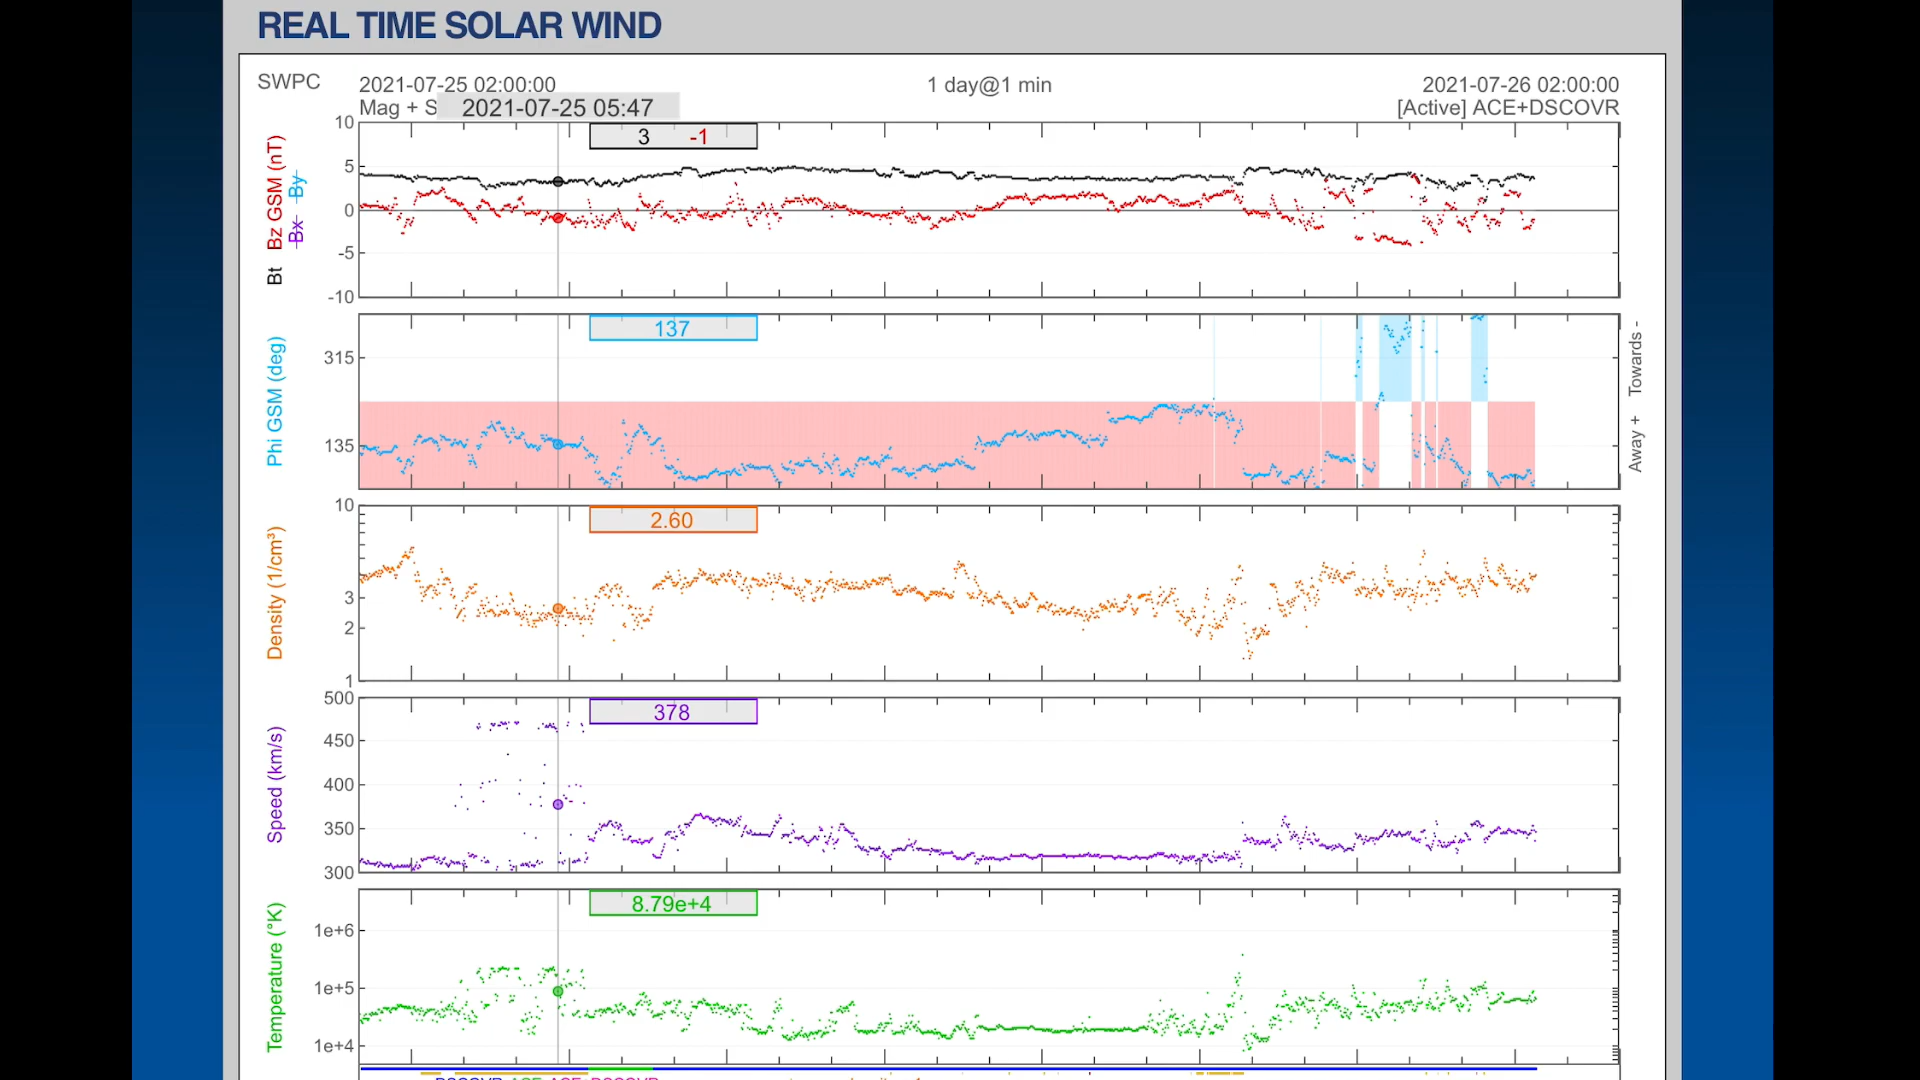 REAL TIME SOLAR WIND
SWPC
2021-07-25 02:00:00
1 day@1 min
2021-07-26 02:00:00
Mag + S
2021-07-25 05:47
[Active] ACE+DSCOVR
3 -1
10
5
0
-5
-10
Bt Bz GSM (nT)
Bx By
137
315
135
Phi GSM (deg)
Towards -
Away +
2.60
10
3
2
1
Density (1/cm³)
378
500
450
400
350
300
Speed (km/s)
8.79e+4
1e+6
1e+5
1e+4
Temperature (°K)
DSCOVR ACE ACE+DSCOVR